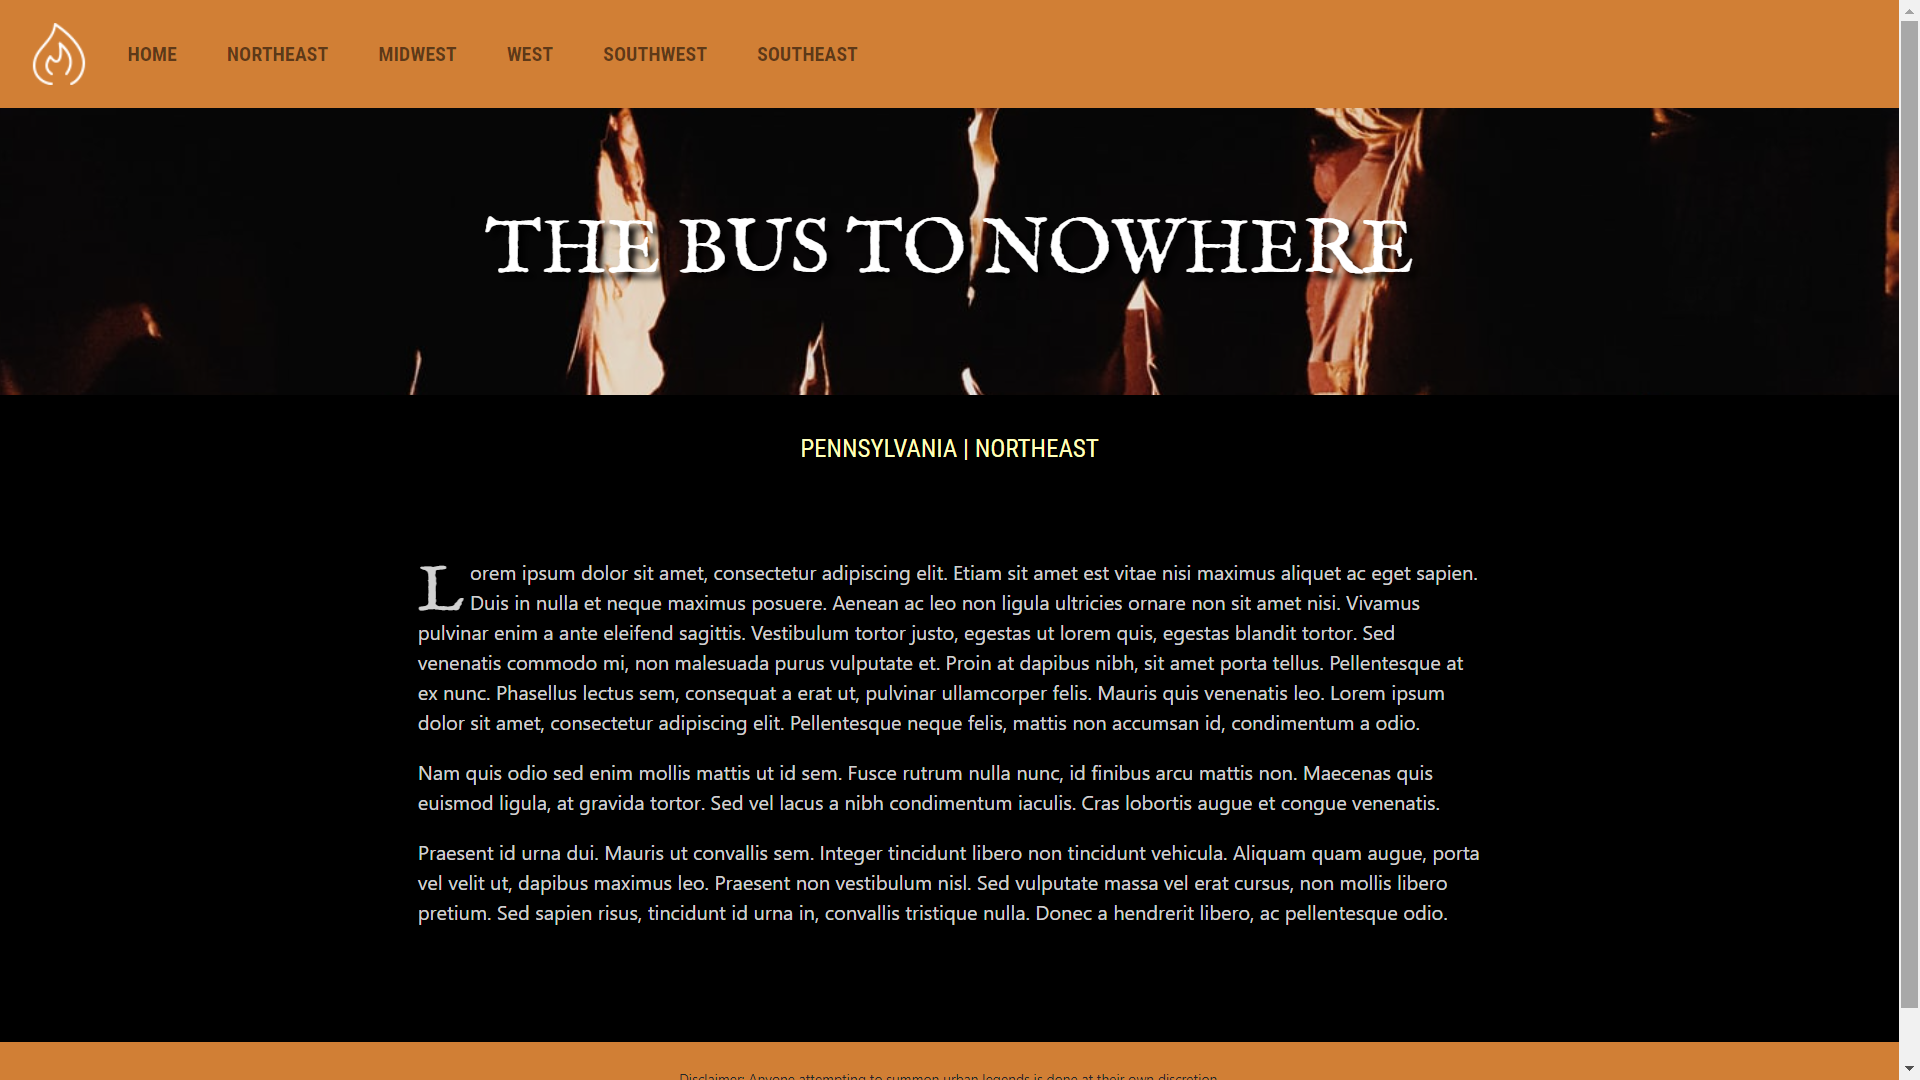 HOME NORTHEAST MIDWEST WEST SOUTHWEST SOUTHEAST
THE BUS TO NOWHERE
PENNSYLVANIA | NORTHEAST
Lorem ipsum dolor sit amet, consectetur adipiscing elit. Etiam sit amet est vitae nisi maximus aliquet ac eget sapien.
Duis in nulla et neque maximus posuere. Aenean ac leo non ligula ultricies ornare non sit amet nisi. Vivamus
pulvinar enim a ante eleifend sagittis. Vestibulum tortor justo, egestas ut lorem quis, egestas blandit tortor. Sed
venenatis commodo mi, non malesuada purus vulputate et. Proin at dapibus nibh, sit amet porta tellus. Pellentesque at
ex nunc. Phasellus lectus sem, consequat a erat ut, pulvinar ullamcorper felis. Mauris quis venenatis leo. Lorem ipsum
dolor sit amet, consectetur adipiscing elit. Pellentesque neque felis, mattis non accumsan id, condimentum a odio.
Nam quis odio sed enim mollis mattis ut id sem. Fusce rutrum nulla nunc, id finibus arcu mattis non. Maecenas quis
euismod ligula, at gravida tortor. Sed vel lacus a nibh condimentum iaculis. Cras lobortis augue et congue venenatis.
Praesent id urna dui. Mauris ut convallis sem. Integer tincidunt libero non tincidunt vehicula. Aliquam quam augue, porta
vel velit ut, dapibus maximus leo. Praesent non vestibulum nisl. Sed vulputate massa vel erat cursus, non mollis libero
pretium. Sed sapien risus, tincidunt id urna in, convallis tristique nulla. Donec a hendrerit libero, ac pellentesque odio.
Disclaimer: Anyone attempting to summon urban legends is done at their own discretion.